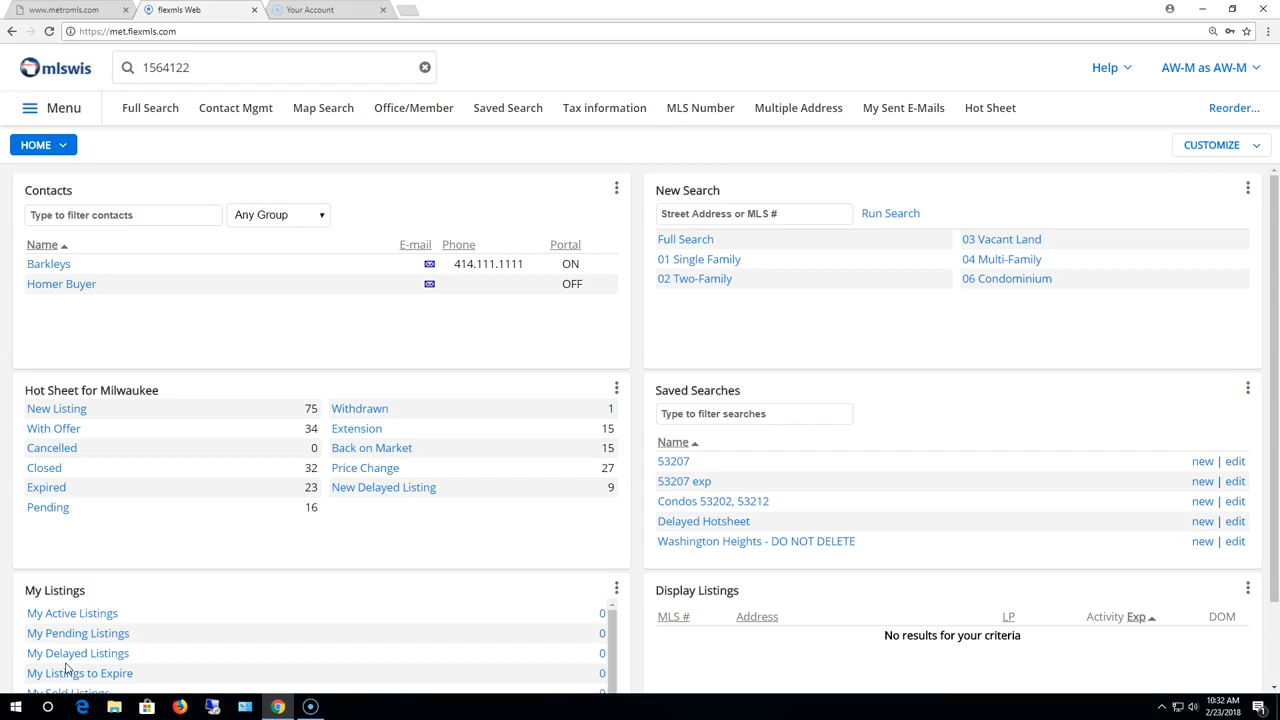 www.metromls.com
flexmls Web
Your Account
https://met.flexmls.com
mlswis
1564122
Help
AW-M as AW-M
Menu
Full Search
Contact Mgmt
Map Search
Office/Member
Saved Search
Tax information
MLS Number
Multiple Address
My Sent E-Mails
Hot Sheet
Reorder...
HOME
CUSTOMIZE
Contacts
Type to filter contacts
Any Group
Name E-mail Phone Portal
Barkleys 414.111.1111 ON
Homer Buyer OFF
New Search
Street Address or MLS #
Run Search
Full Search 03 Vacant Land
01 Single Family 04 Multi-Family
02 Two-Family 06 Condominium
Hot Sheet for Milwaukee
New Listing 75 Withdrawn 1
With Offer 34 Extension 15
Cancelled 0 Back on Market 15
Closed 32 Price Change 27
Expired 23 New Delayed Listing 9
Pending 16
Saved Searches
Type to filter searches
Name
53207 new | edit
53207 exp new | edit
Condos 53202, 53212 new | edit
Delayed Hotsheet new | edit
Washington Heights - DO NOT DELETE new | edit
My Listings
My Active Listings 0
My Pending Listings 0
My Delayed Listings 0
My Listings to Expire 0
My Sold Listings 0
Display Listings
MLS # Address LP Activity Exp DOM
No results for your criteria
10:32 AM
2/23/2018